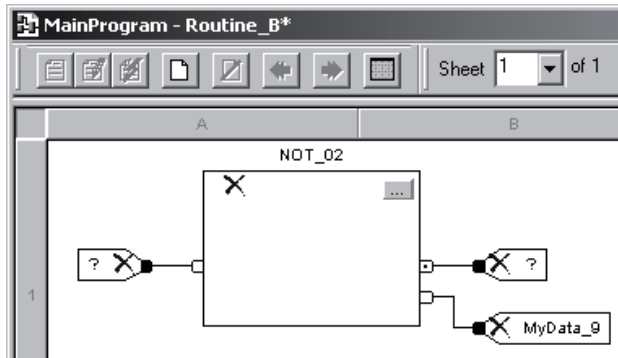 MainProgram - Routine_B*
Sheet 1 of 1
A B
NOT_02
...
? ?
1
MyData_9